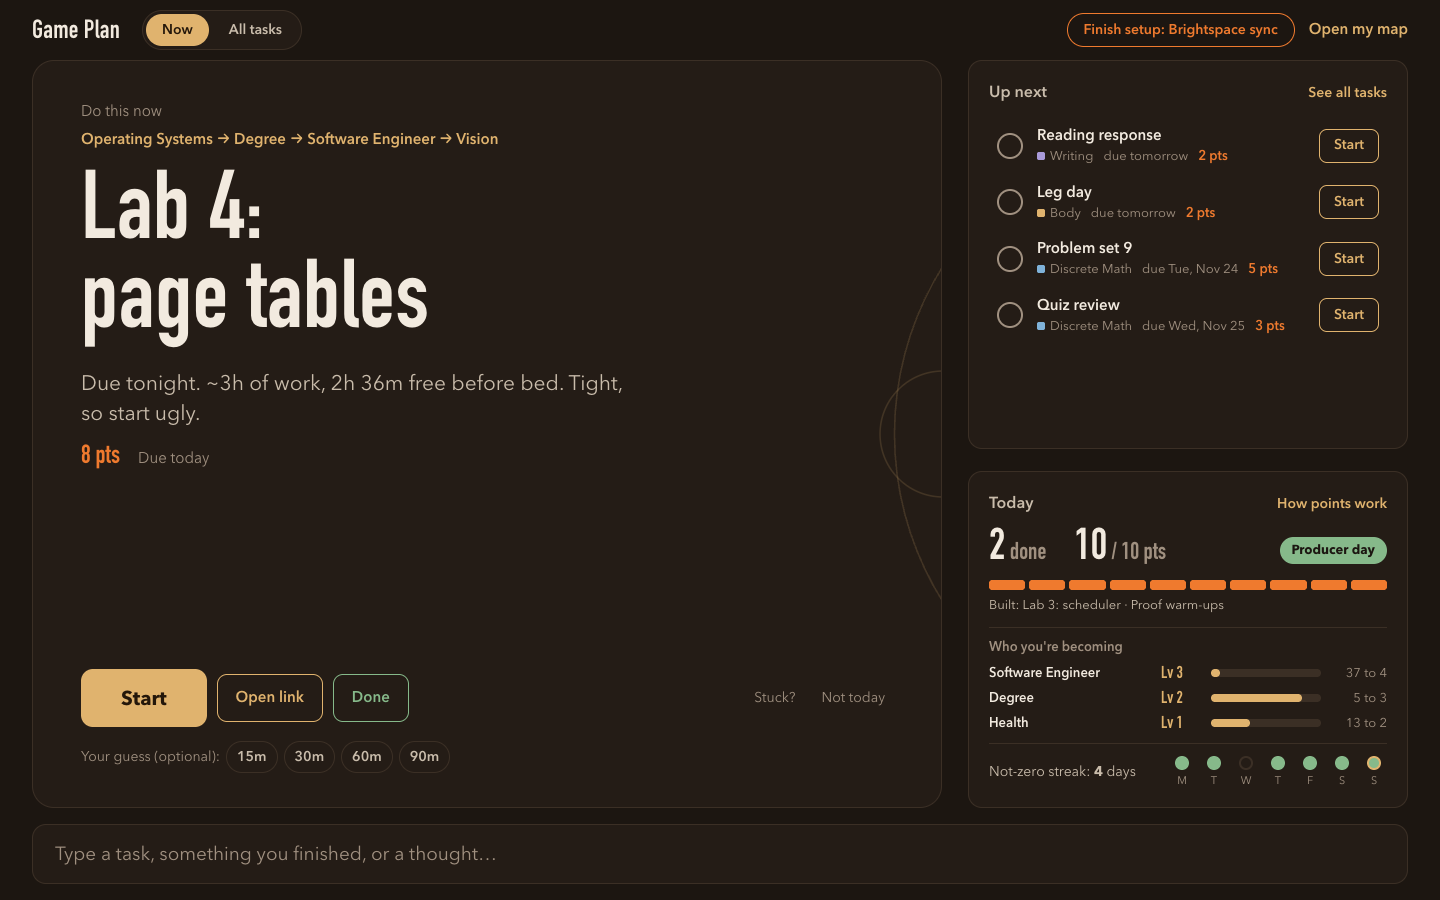 Game Plan
Now
All tasks
Finish setup: Brightspace sync
Open my map
Do this now
Operating Systems → Degree → Software Engineer → Vision
Lab 4:
page tables
Due tonight. ~3h of work, 2h 36m free before bed. Tight,
so start ugly.
8 pts Due today
Start
Open link
Done
Stuck?
Not today
Your guess (optional): 15m 30m 60m 90m
Up next
See all tasks
Reading response
Writing due tomorrow 2 pts
Start
Leg day
Body due tomorrow 2 pts
Start
Problem set 9
Discrete Math due Tue, Nov 24 5 pts
Start
Quiz review
Discrete Math due Wed, Nov 25 3 pts
Start
Today
How points work
2 done 10 / 10 pts
Producer day
Built: Lab 3: scheduler · Proof warm-ups
Who you're becoming
Software Engineer Lv 3 37 to 4
Degree Lv 2 5 to 3
Health Lv 1 13 to 2
Not-zero streak: 4 days
M T W T F S S
Type a task, something you finished, or a thought…